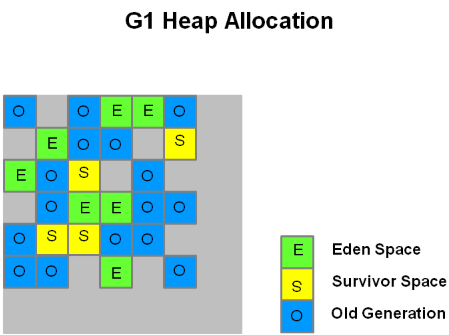 G1 Heap Allocation
O O E E O
E O O S
E O S O
O E E O O
O S S O O
O O E O
E Eden Space
S Survivor Space
O Old Generation